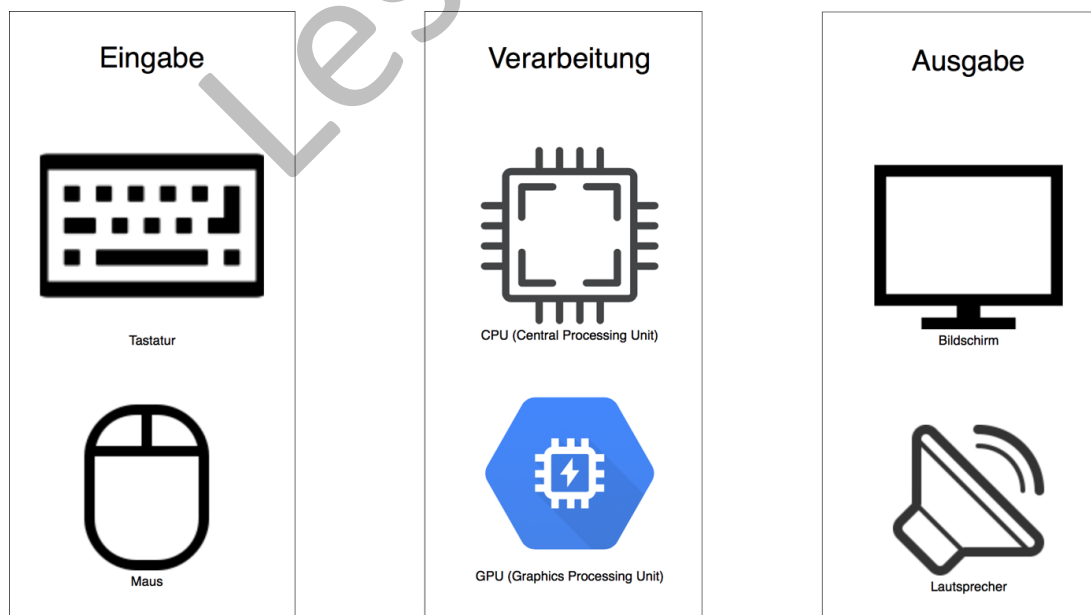 Eingabe
Tastatur
Maus
Verarbeitung
CPU (Central Processing Unit)
GPU (Graphics Processing Unit)
Ausgabe
Bildschirm
Lautsprecher